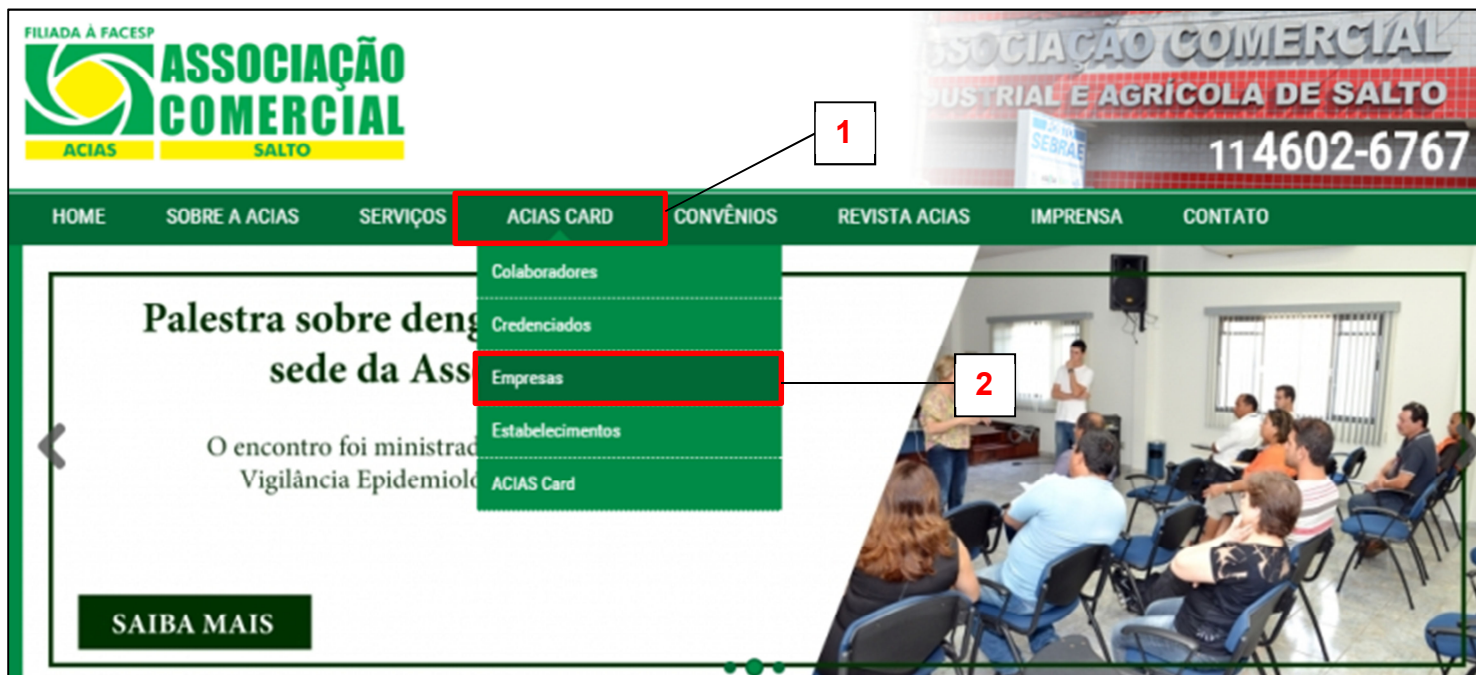 FILIADA À FACESP
ASSOCIAÇÃO
COMERCIAL
ACIAS SALTO
SSOCIAÇÃO COMERCIAL
USTRIAL E AGRÍCOLA DE SALTO
SEBRAE
11 4602-6767
1
HOME SOBRE A ACIAS SERVIÇOS ACIAS CARD CONVÊNIOS REVISTA ACIAS IMPRENSA CONTATO
Colaboradores
Credenciados
Empresas
Estabelecimentos
ACIAS Card
2
Palestra sobre deng
sede da Ass
O encontro foi ministrad
Vigilância Epidemioló
SAIBA MAIS